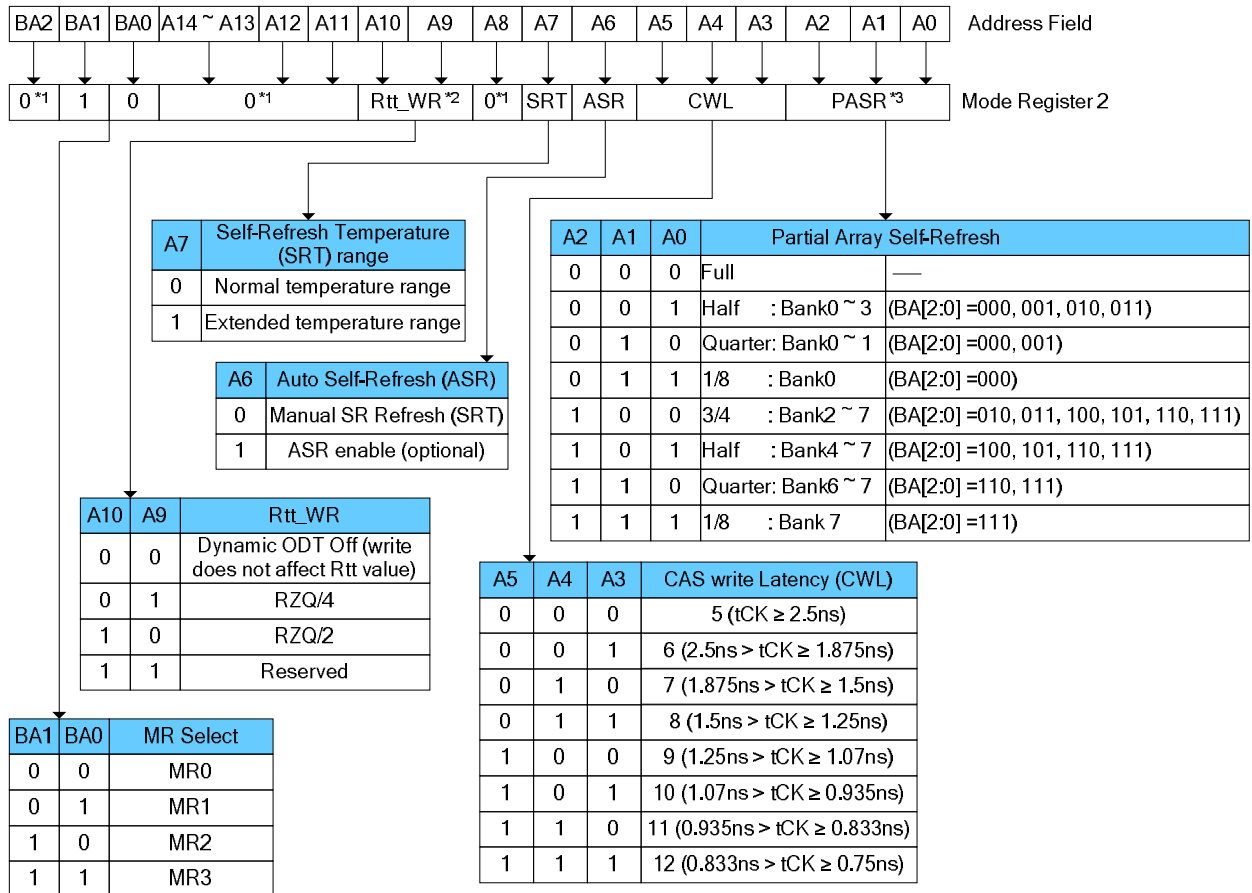 BA2 BA1 BA0 A14 ~ A13 A12 A11 A10 A9 A8 A7 A6 A5 A4 A3 A2 A1 A0 Address Field
0*1 1 0 0*1 Rtt_WR*2 0*1 SRT ASR CWL PASR*3 Mode Register 2
A7 Self-Refresh Temperature (SRT) range
0 Normal temperature range
1 Extended temperature range
A6 Auto Self-Refresh (ASR)
0 Manual SR Refresh (SRT)
1 ASR enable (optional)
A2 A1 A0 Partial Array Self-Refresh
0 0 0 Full —
0 0 1 Half : Bank0 ~ 3 (BA[2:0] =000, 001, 010, 011)
0 1 0 Quarter: Bank0 ~ 1 (BA[2:0] =000, 001)
0 1 1 1/8 : Bank0 (BA[2:0] =000)
1 0 0 3/4 : Bank2 ~ 7 (BA[2:0] =010, 011, 100, 101, 110, 111)
1 0 1 Half : Bank4 ~ 7 (BA[2:0] =100, 101, 110, 111)
1 1 0 Quarter: Bank6 ~ 7 (BA[2:0] =110, 111)
1 1 1 1/8 : Bank 7 (BA[2:0] =111)
A10 A9 Rtt_WR
0 0 Dynamic ODT Off (write does not affect Rtt value)
0 1 RZQ/4
1 0 RZQ/2
1 1 Reserved
A5 A4 A3 CAS write Latency (CWL)
0 0 0 5 (tCK ≥ 2.5ns)
0 0 1 6 (2.5ns > tCK ≥ 1.875ns)
0 1 0 7 (1.875ns > tCK ≥ 1.5ns)
0 1 1 8 (1.5ns > tCK ≥ 1.25ns)
1 0 0 9 (1.25ns > tCK ≥ 1.07ns)
1 0 1 10 (1.07ns > tCK ≥ 0.935ns)
1 1 0 11 (0.935ns > tCK ≥ 0.833ns)
1 1 1 12 (0.833ns > tCK ≥ 0.75ns)
BA1 BA0 MR Select
0 0 MR0
0 1 MR1
1 0 MR2
1 1 MR3